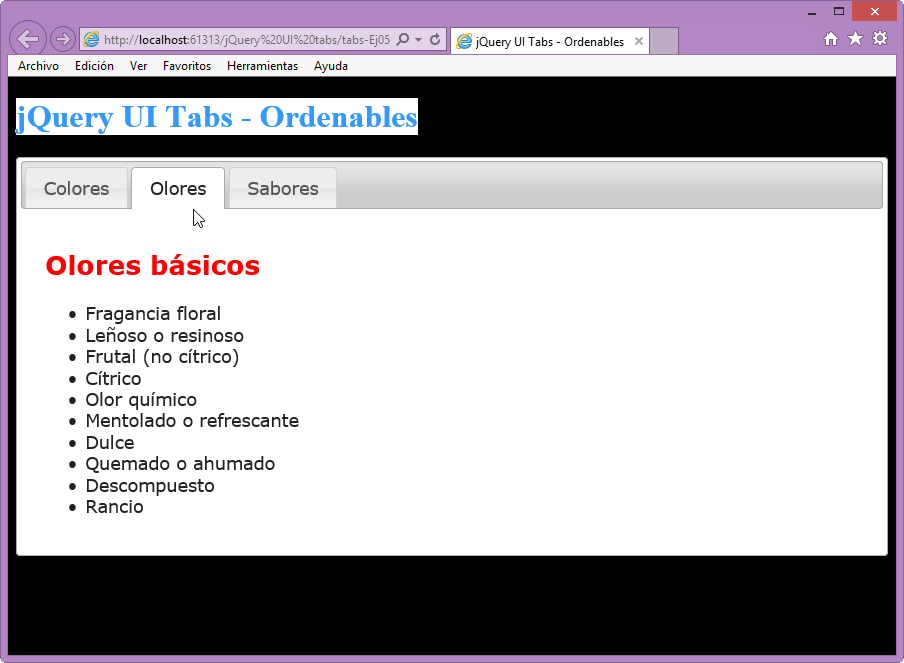 http://localhost:61313/jQuery%20UI%20tabs/tabs-Ej05
jQuery UI Tabs - Ordenables
Archivo Edición Ver Favoritos Herramientas Ayuda
jQuery UI Tabs - Ordenables
Colores Olores Sabores
Olores básicos
Fragancia floral
Leñoso o resinoso
Frutal (no cítrico)
Cítrico
Olor químico
Mentolado o refrescante
Dulce
Quemado o ahumado
Descompuesto
Rancio